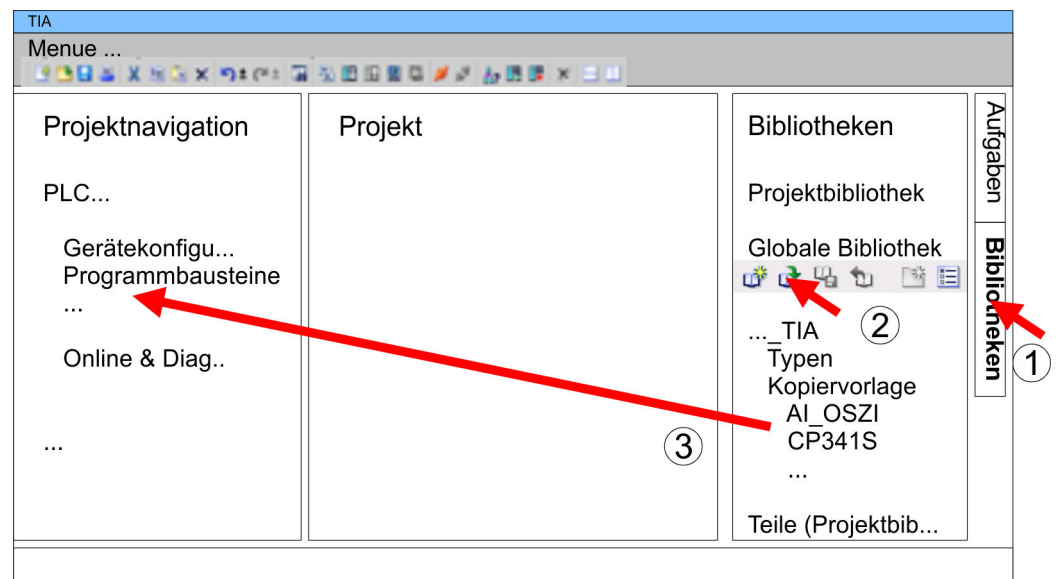 TIA
Menue ...
Projektnavigation
PLC...
Gerätekonfigu...
Programmbausteine
...
Online & Diag..
...
Projekt
③
Bibliotheken
Projektbibliothek
Globale Bibliothek
②
..._TIA
Typen
Kopiervorlage
AI_OSZI
CP341S
...
Teile (Projektbib...
Aufgaben
Bibliotheken
①